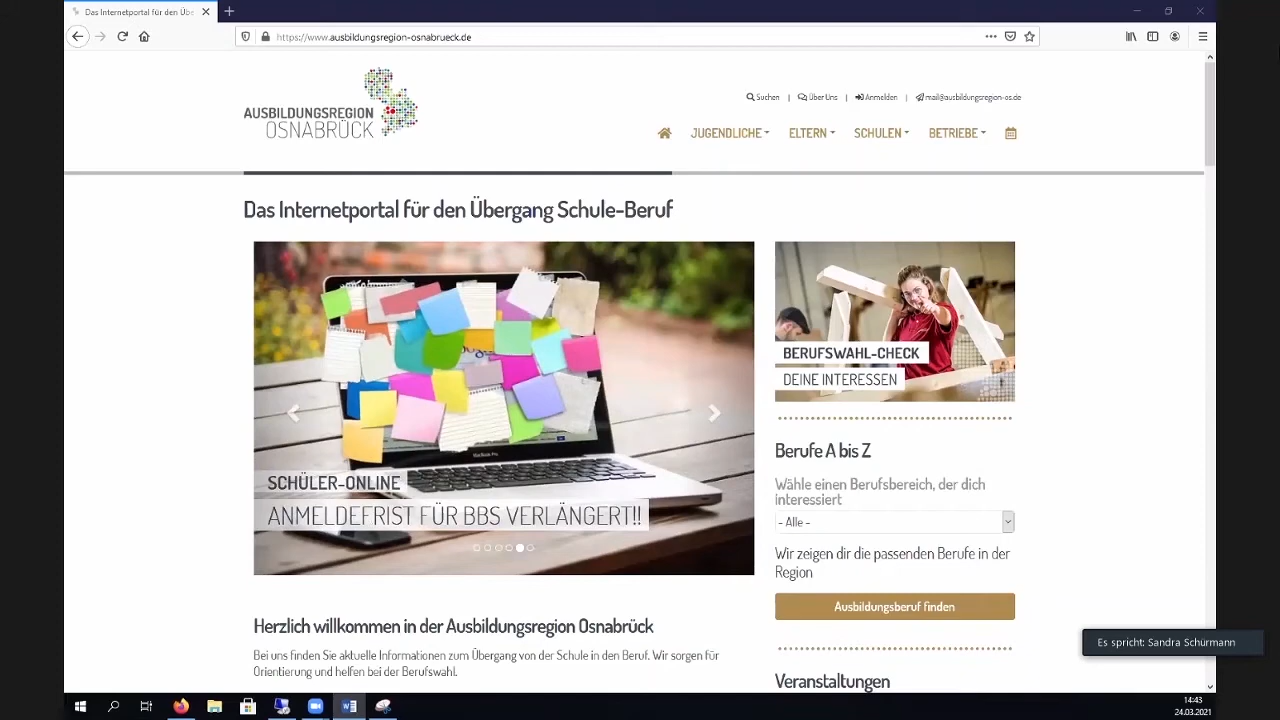 Das Internetportal für den Übe
https://www.ausbildungsregion-osnabrueck.de
AUSBILDUNGSREGION
OSNABRÜCK
Suchen | Über Uns | Anmelden | mail@ausbildungsregion-os.de
JUGENDLICHE ELTERN SCHULEN BETRIEBE
Das Internetportal für den Übergang Schule-Beruf
SCHÜLER-ONLINE
ANMELDEFRIST FÜR BBS VERLÄNGERT!!
BERUFSWAHL-CHECK
DEINE INTERESSEN
Berufe A bis Z
Wähle einen Berufsbereich, der dich
interessiert
- Alle -
Wir zeigen dir die passenden Berufe in der
Region
Ausbildungsberuf finden
Herzlich willkommen in der Ausbildungsregion Osnabrück
Bei uns finden Sie aktuelle Informationen zum Übergang von der Schule in den Beruf. Wir sorgen für
Orientierung und helfen bei der Berufswahl.
Veranstaltungen
Es spricht: Sandra Schürmann
14:43
24.03.2021